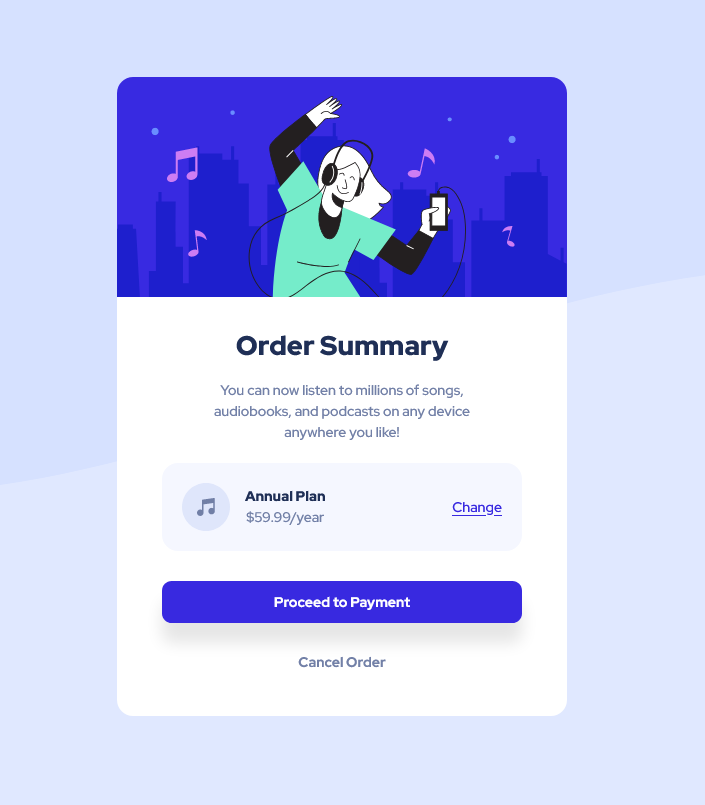 Order Summary
You can now listen to millions of songs,
audiobooks, and podcasts on any device
anywhere you like!
Annual Plan
$59.99/year
Change
Proceed to Payment
Cancel Order